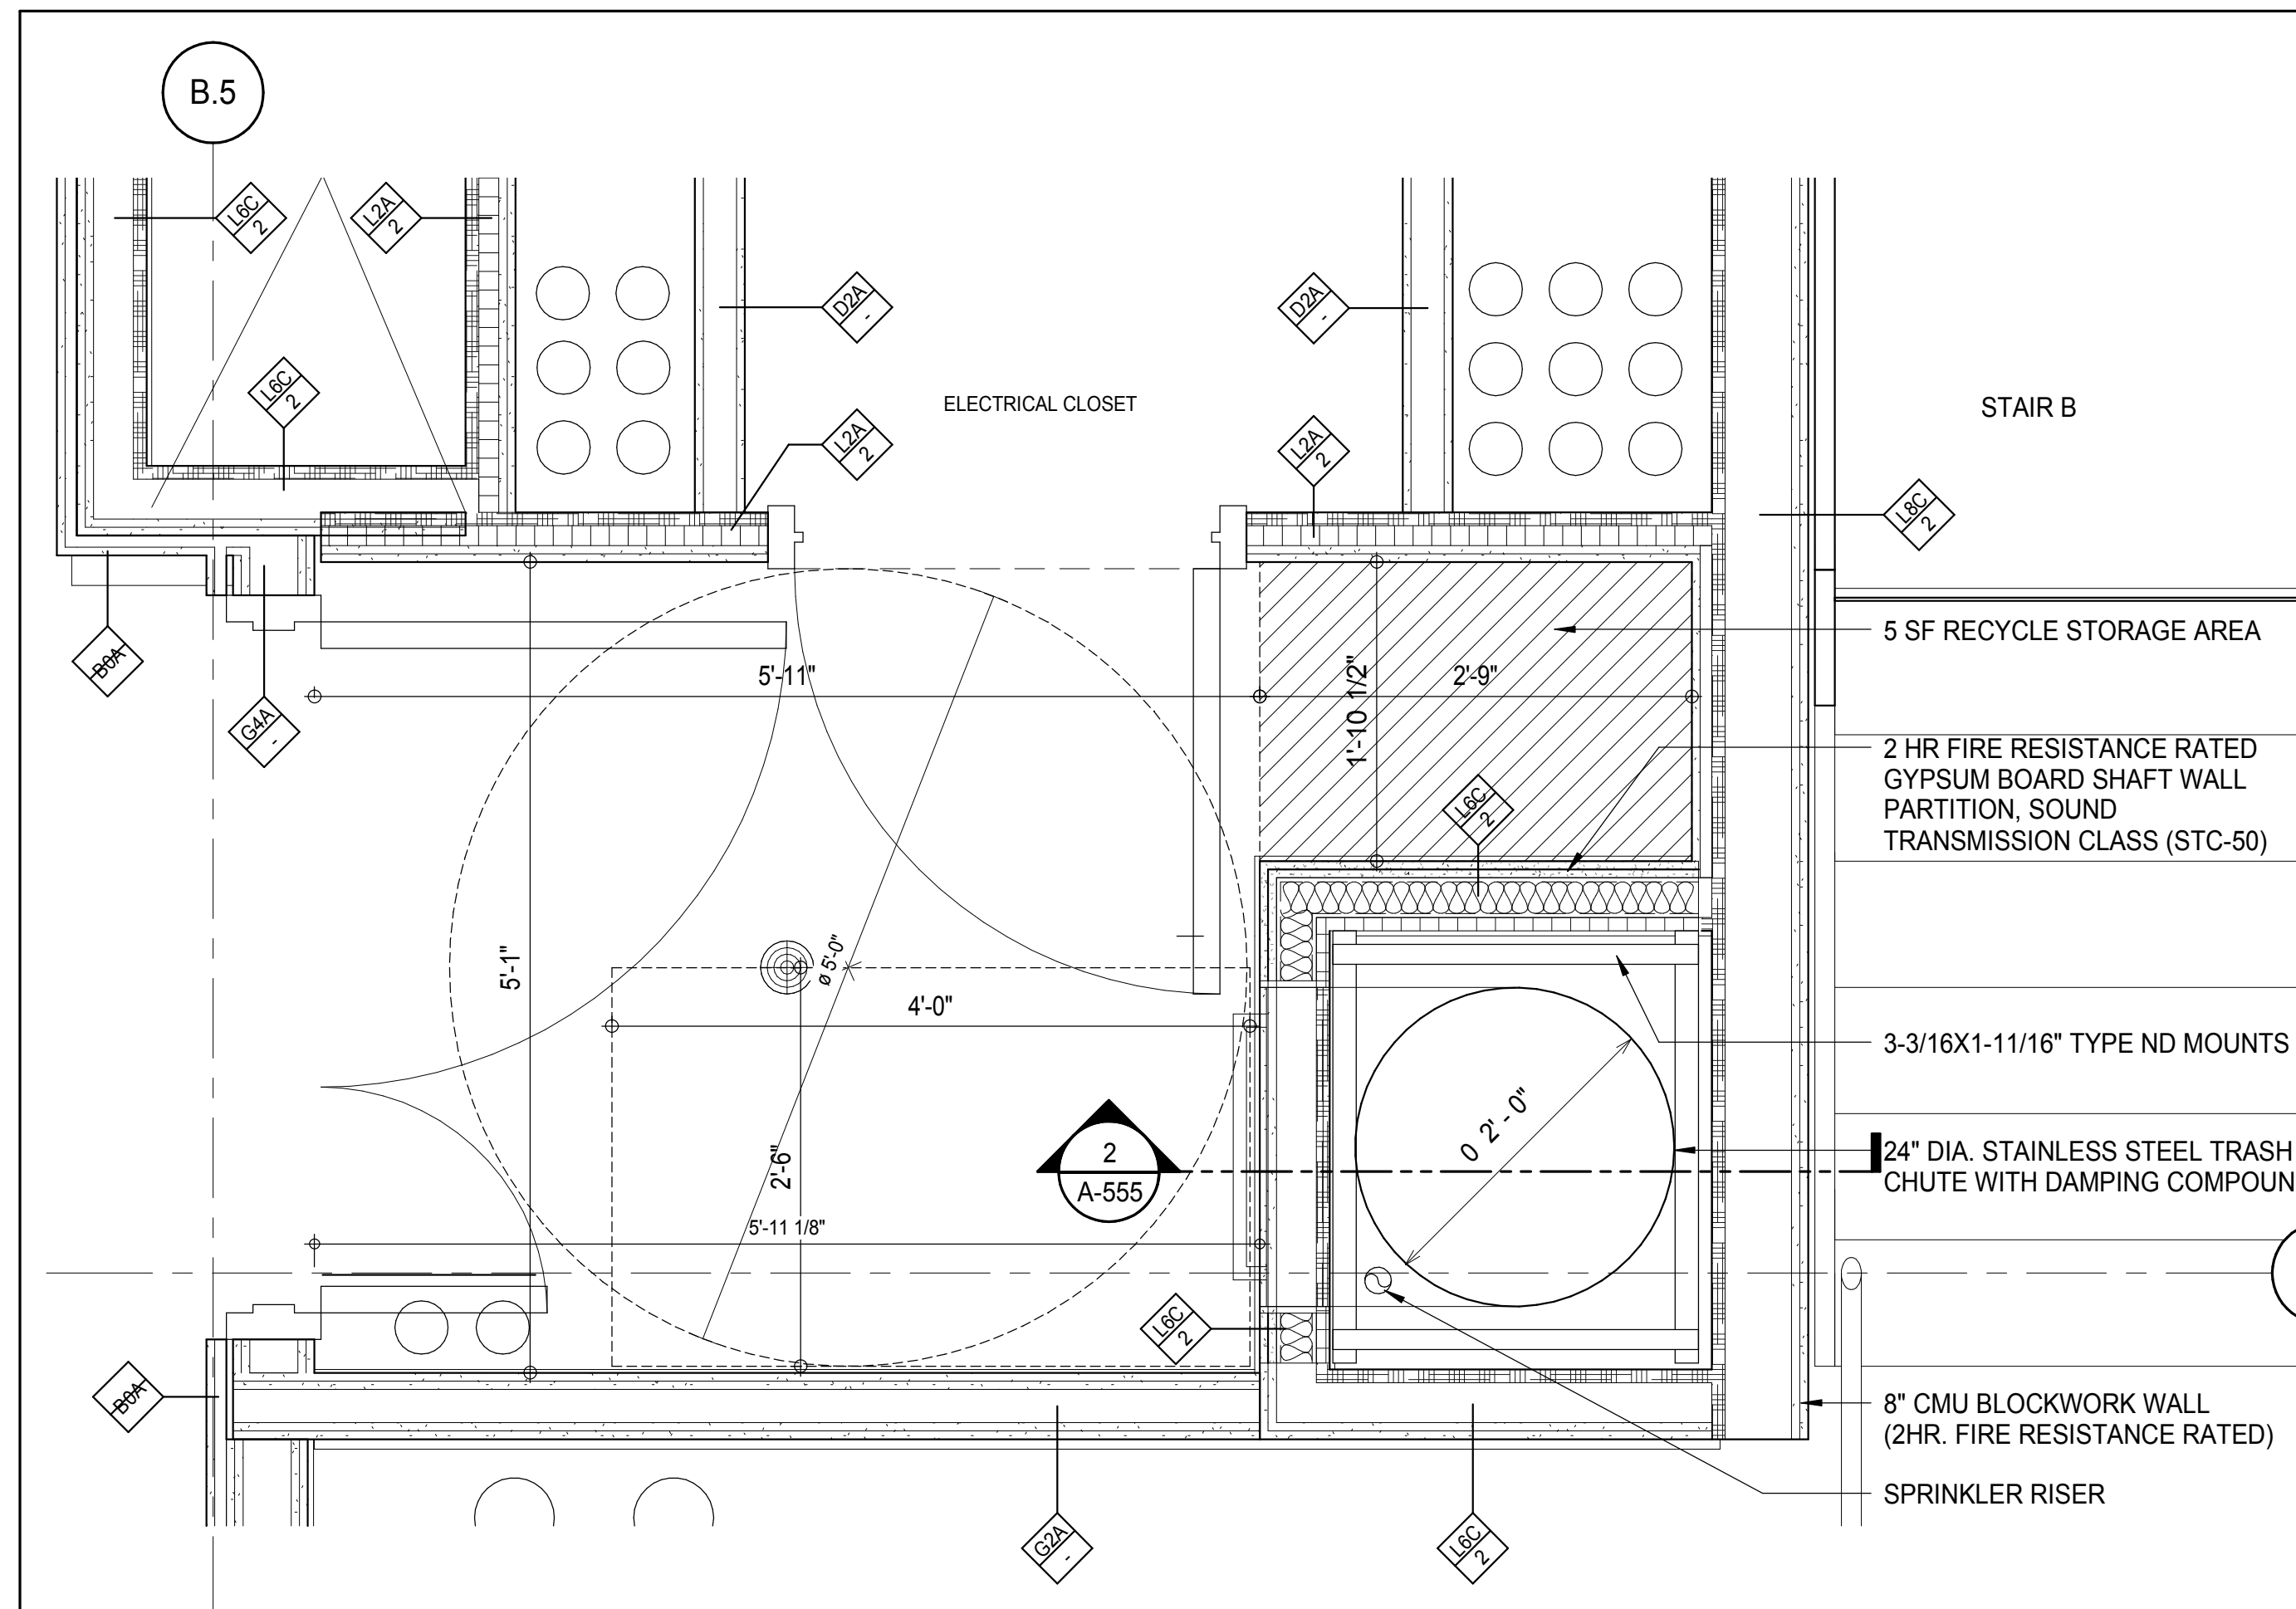 B.5
L6C
2
L2A
2
D2A
-
D2A
-
L6C
2
ELECTRICAL CLOSET
STAIR B
L2A
2
L2A
2
L8C
2
5 SF RECYCLE STORAGE AREA
B0A
G4A
-
5'-11"
1'-10 1/2"
2'-9"
2 HR FIRE RESISTANCE RATED
GYPSUM BOARD SHAFT WALL
PARTITION, SOUND
TRANSMISSION CLASS (STC-50)
L6C
2
5'-1"
ø 5'-0"
4'-0"
3-3/16X1-11/16" TYPE ND MOUNTS
0 2'-0"
2'-6"
2
A-555
24" DIA. STAINLESS STEEL TRASH
CHUTE WITH DAMPING COMPOUN
5'-11 1/8"
L6C
2
B0A
8" CMU BLOCKWORK WALL
(2HR. FIRE RESISTANCE RATED)
SPRINKLER RISER
G2A
-
L6C
2